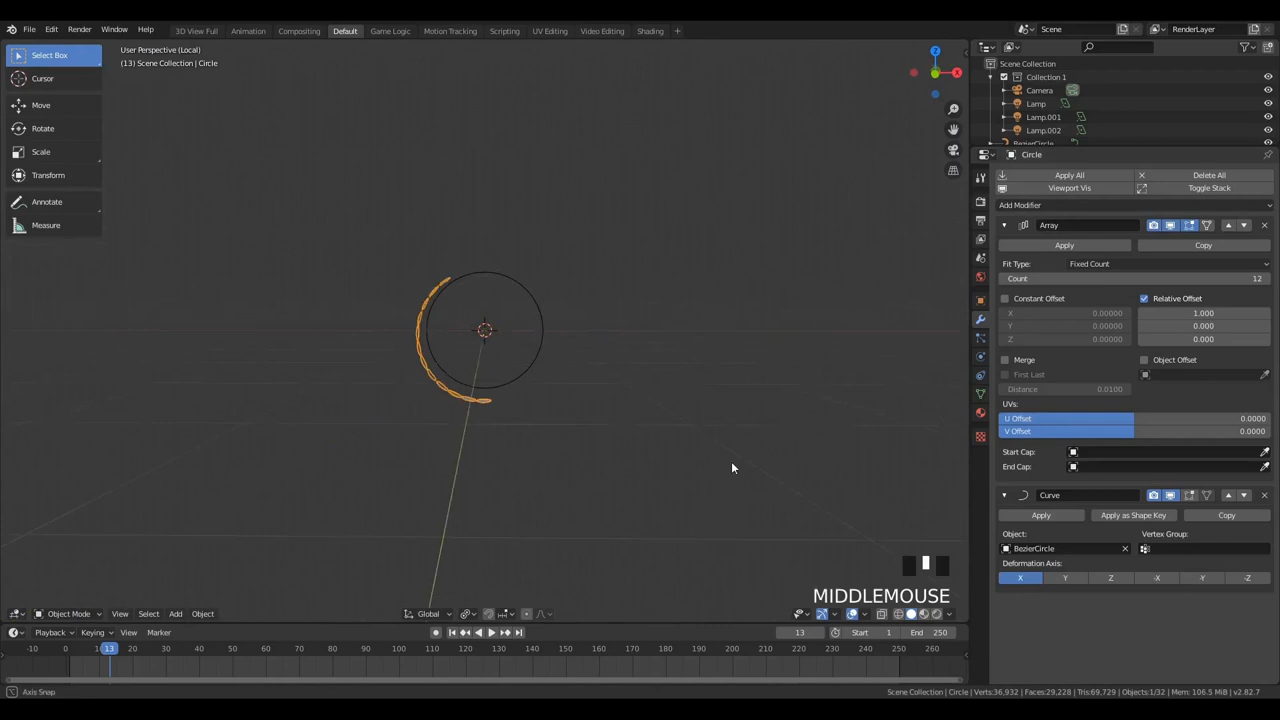 File Edit Render Window Help 3D View Full Animation Compositing Default Game Logic Motion Tracking Scripting UV Editing Video Editing Shading + Scene RenderLayer
Select Box
Cursor
Move
Rotate
Scale
Transform
Annotate
Measure
User Perspective (Local)
(13) Scene Collection | Circle
Z
X
MIDDLEMOUSE
Scene Collection
Collection 1
Camera
Lamp
Lamp.001
Lamp.002
BezierCircle
Circle
Apply All Delete All
Viewport Vis Toggle Stack
Add Modifier
Array
Apply Copy
Fit Type: Fixed Count
Count 12
Constant Offset Relative Offset
X 0.00000 1.000
Y 0.00000 0.000
Z 0.00000 0.000
Merge Object Offset
First Last
Distance 0.0100
UVs:
U Offset 0.0000
V Offset 0.0000
Start Cap:
End Cap:
Curve
Apply Apply as Shape Key Copy
Object: Vertex Group:
BezierCircle
Deformation Axis:
X Y Z -X -Y -Z
Object Mode View Select Add Object Global
Playback Keying View Marker 13 Start 1 End 250
-10 0 10 13 20 30 40 50 60 70 80 90 100 110 120 130 140 150 160 170 180 190 200 210 220 230 240 250 260
Axis Snap Scene Collection | Circle | Verts:36,932 | Faces:29,228 | Tris:69,729 | Objects:1/32 | Mem: 106.5 MiB | v2.82.7